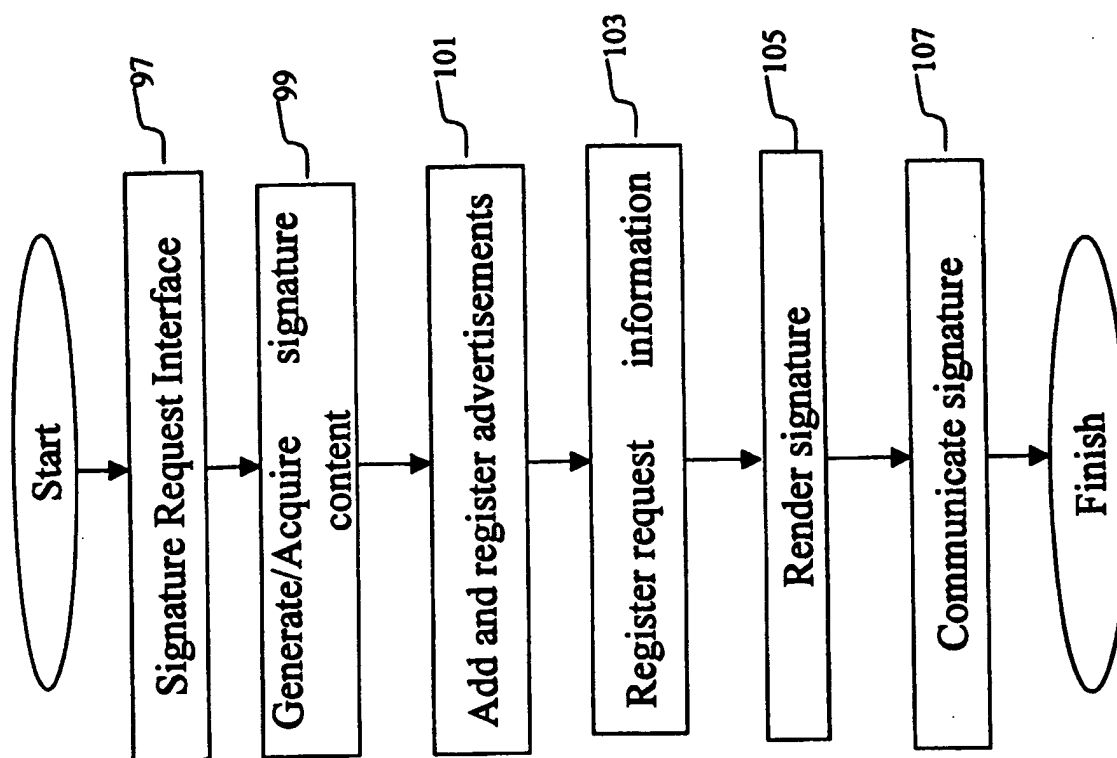 Start
Signature Request Interface
97
Generate/Acquire signature
content
99
Add and register advertisements
101
Register request information
103
Render signature
105
Communicate signature
107
Finish